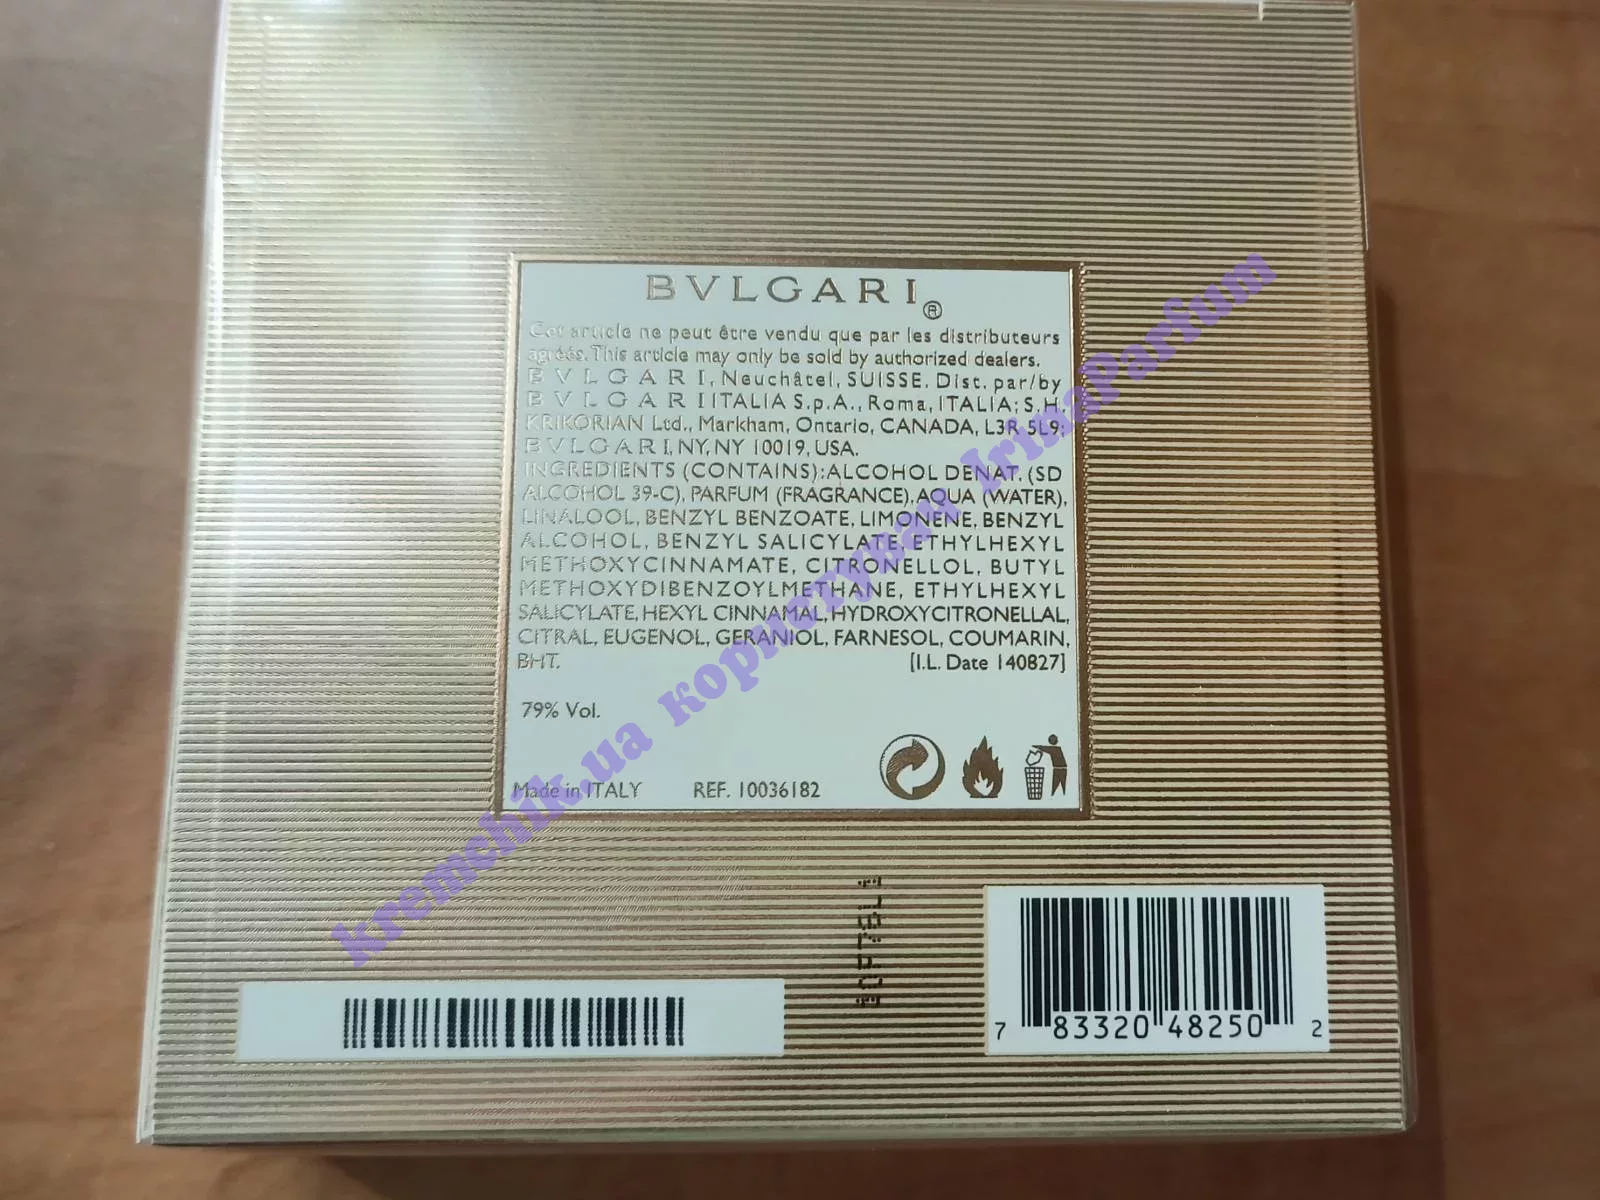 BVLGARI®
Cet article ne peut être vendu que par les distributeurs
agréés. This article may only be sold by authorized dealers.
BVLGARI, Neuchâtel, SUISSE. Dist. par/by
BVLGARI ITALIA S.p.A., Roma, ITALIA; S.H.
KRIKORIAN Ltd., Markham, Ontario, CANADA, L3R 5L9;
BVLGARI, NY, NY 10019, USA.
INGREDIENTS (CONTAINS): ALCOHOL DENAT. (SD
ALCOHOL 39-C), PARFUM (FRAGRANCE), AQUA (WATER),
LINALOOL, BENZYL BENZOATE, LIMONENE, BENZYL
ALCOHOL, BENZYL SALICYLATE, ETHYLHEXYL
METHOXYCINNAMATE, CITRONELLOL, BUTYL
METHOXYDIBENZOYLMETHANE, ETHYLHEXYL
SALICYLATE, HEXYL CINNAMAL, HYDROXYCITRONELLAL,
CITRAL, EUGENOL, GERANIOL, FARNESOL, COUMARIN,
BHT. [I.L. Date 140827]
79% Vol.
Made in ITALY REF. 10036182
kremchik.ua користувач IrinaParfum
7 83320 48250 2